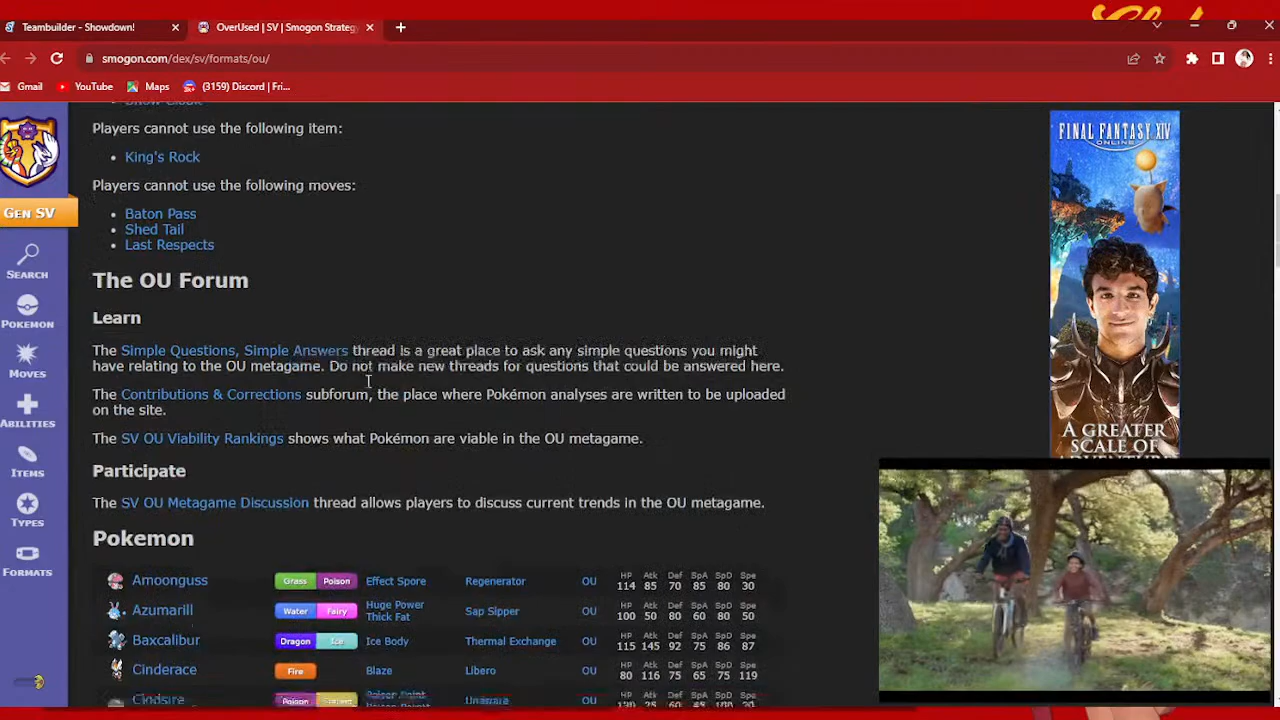 Teambuilder - Showdown!
OverUsed | SV | Smogon Strategy
smogon.com/dex/sv/formats/ou/
Gmail
YouTube
Maps
(3159) Discord | Fri...
Players cannot use the following item:
King's Rock
Players cannot use the following moves:
Baton Pass
Shed Tail
Last Respects
The OU Forum
Learn
The Simple Questions, Simple Answers thread is a great place to ask any simple questions you might
have relating to the OU metagame. Do not make new threads for questions that could be answered here.
The Contributions & Corrections subforum, the place where Pokémon analyses are written to be uploaded
on the site.
The SV OU Viability Rankings shows what Pokémon are viable in the OU metagame.
Participate
The SV OU Metagame Discussion thread allows players to discuss current trends in the OU metagame.
Pokemon
Amoonguss Grass Poison Effect Spore Regenerator OU HP 114 Atk 85 Def 70 SpA 85 SpD 80 Spe 30
Azumarill Water Fairy Huge Power Thick Fat Sap Sipper OU HP 100 Atk 50 Def 80 SpA 60 SpD 80 Spe 50
Baxcalibur Dragon Ice Ice Body Thermal Exchange OU HP 115 Atk 145 Def 92 SpA 75 SpD 86 Spe 87
Cinderace Fire Blaze Libero OU HP 80 Atk 116 Def 75 SpA 65 SpD 75 Spe 119
Gen SV
Search
Pokemon
Moves
Abilities
Items
Types
Formats
FINAL FANTASY XIV
ONLINE
A GREATER
SCALE OF